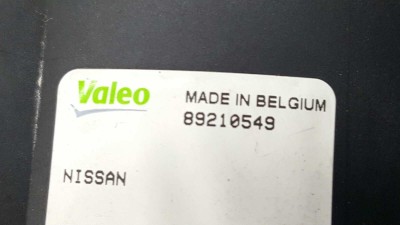 Valeo MADE IN BELGIUM
89210549
NISSAN